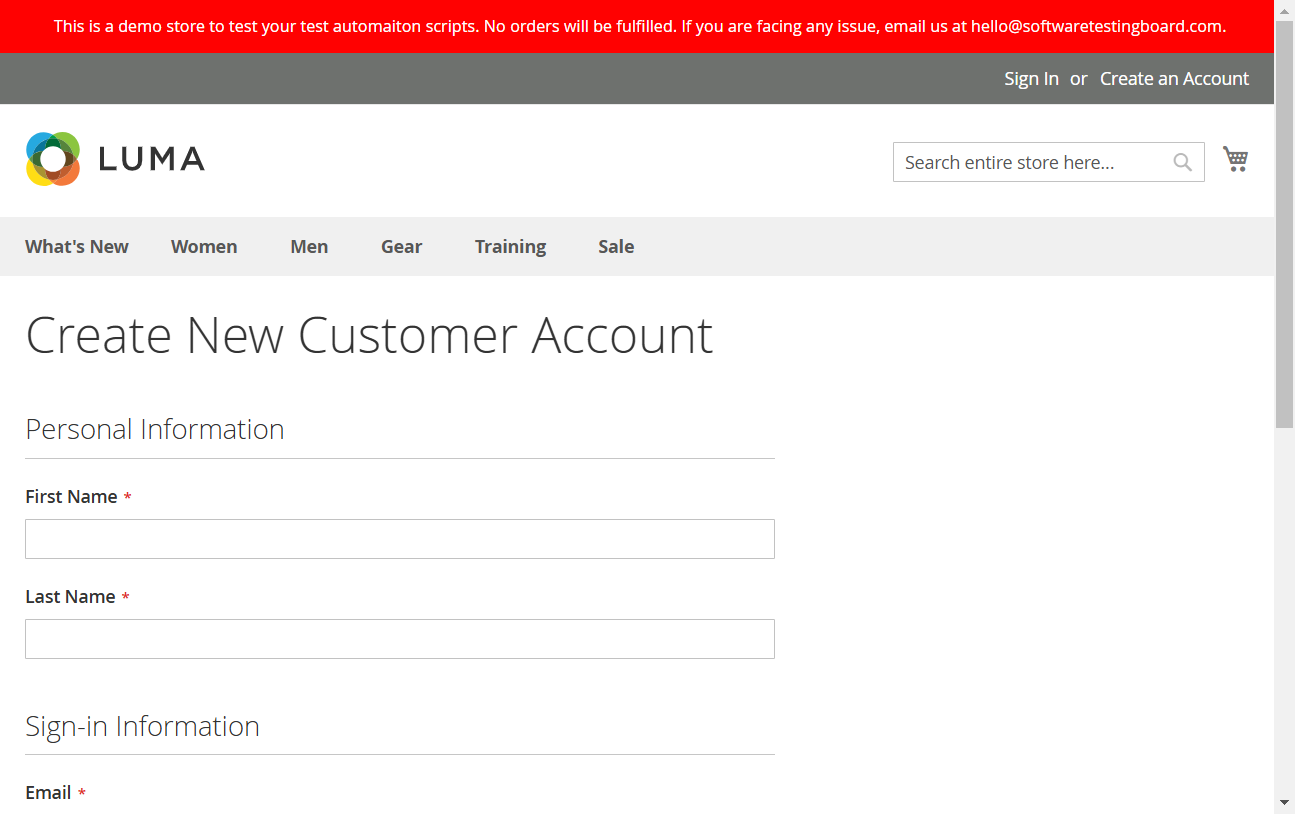 This is a demo store to test your test automaiton scripts. No orders will be fulfilled. If you are facing any issue, email us at hello@softwaretestingboard.com.
Sign In or Create an Account
LUMA
Search entire store here...
What's New Women Men Gear Training Sale
Create New Customer Account
Personal Information
First Name *
Last Name *
Sign-in Information
Email *